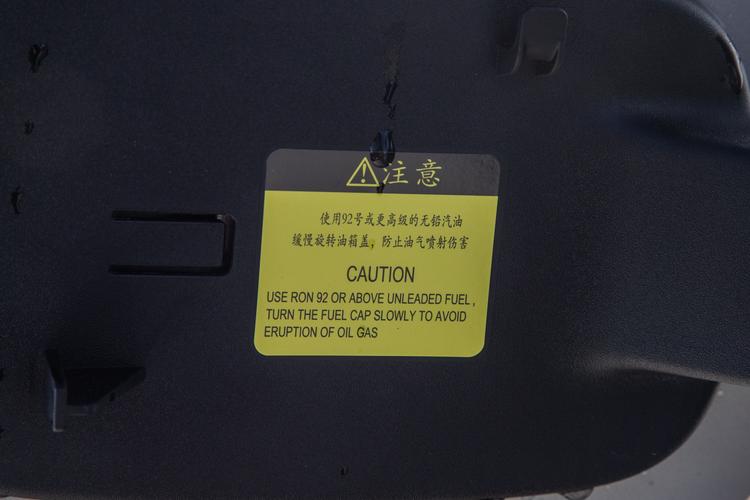 注意
使用92号或更高级的无铅汽油
缓慢旋转油箱盖，防止油气喷射伤害
CAUTION
USE RON 92 OR ABOVE UNLEADED FUEL,
TURN THE FUEL CAP SLOWLY TO AVOID
ERUPTION OF OIL GAS